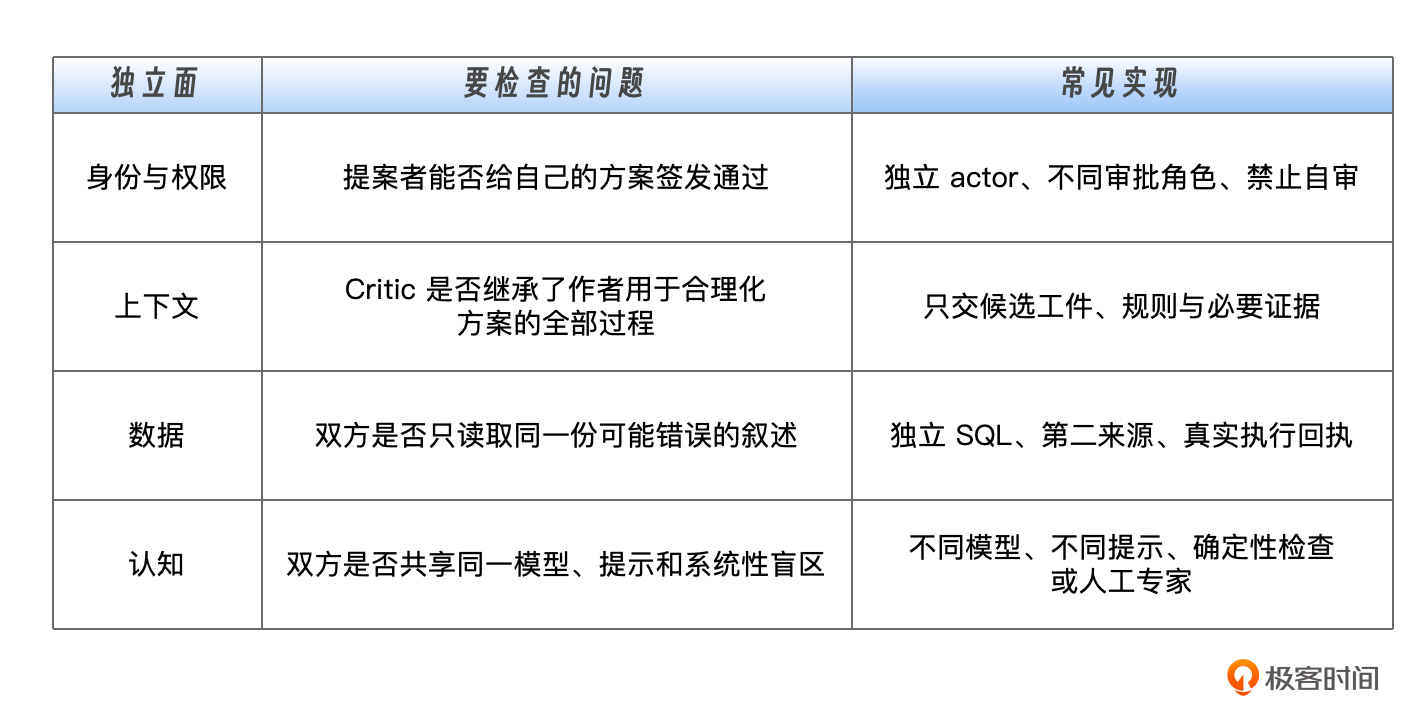 独立面
要检查的问题
常见实现
身份与权限
提案者能否给自己的方案签发通过
独立 actor、不同审批角色、禁止自审
上下文
Critic 是否继承了作者用于合理化
方案的全部过程
只交候选工件、规则与必要证据
数据
双方是否只读取同一份可能错误的叙述
独立 SQL、第二来源、真实执行回执
认知
双方是否共享同一模型、提示和系统性盲区
不同模型、不同提示、确定性检查
或人工专家
极客时间